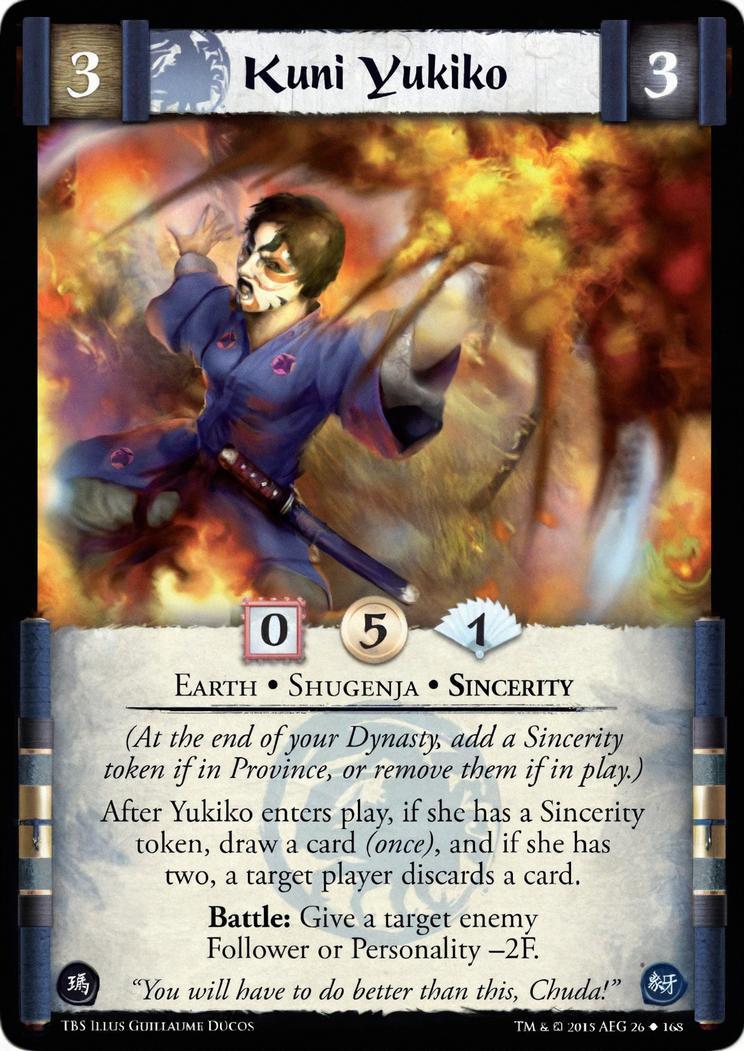 3 Kuni Yukiko 3
0 5 1
Earth • Shugenja • Sincerity
(At the end of your Dynasty, add a Sincerity
token if in Province, or remove them if in play.)
After Yukiko enters play, if she has a Sincerity
token, draw a card (once), and if she has
two, a target player discards a card.
Battle: Give a target enemy
Follower or Personality –2F.
"You will have to do better than this, Chuda!"
TBS Illus Guillaume Ducos TM & © 2015 AEG 26 ◆ 168